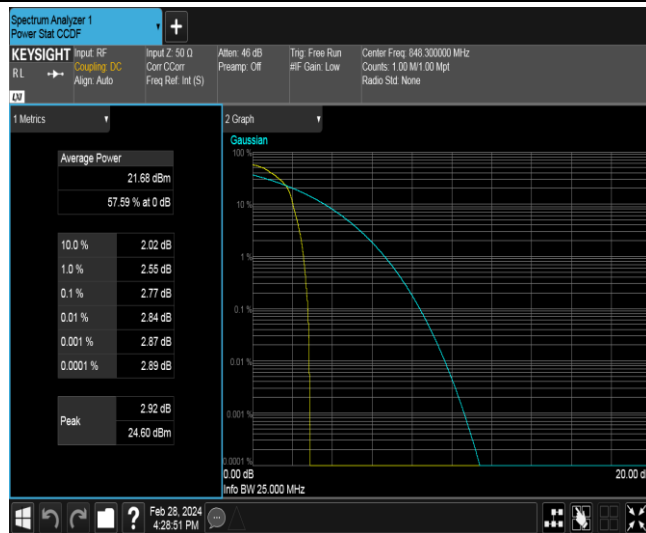 Spectrum Analyzer 1
Power Stat CCDF
+
KEYSIGHT
RL
Input: RF
Coupling: DC
Align: Auto
Input Z: 50 Ω
Corr CCorr
Freq Ref: Int (S)
Atten: 46 dB
Preamp: Off
Trig: Free Run
#IF Gain: Low
Center Freq: 848.300000 MHz
Counts: 1.00 M/1.00 Mpt
Radio Std: None
1 Metrics
Average Power
21.68 dBm
57.59 % at 0 dB
10.0 % 2.02 dB
1.0 % 2.55 dB
0.1 % 2.77 dB
0.01 % 2.84 dB
0.001 % 2.87 dB
0.0001 % 2.89 dB
Peak
2.92 dB
24.60 dBm
2 Graph
Gaussian
100 %
10 %
1 %
0.1 %
0.01 %
0.001 %
0.0001 %
0.00 dB
20.00 d
Info BW 25.000 MHz
?
Feb 28, 2024
4:28:51 PM